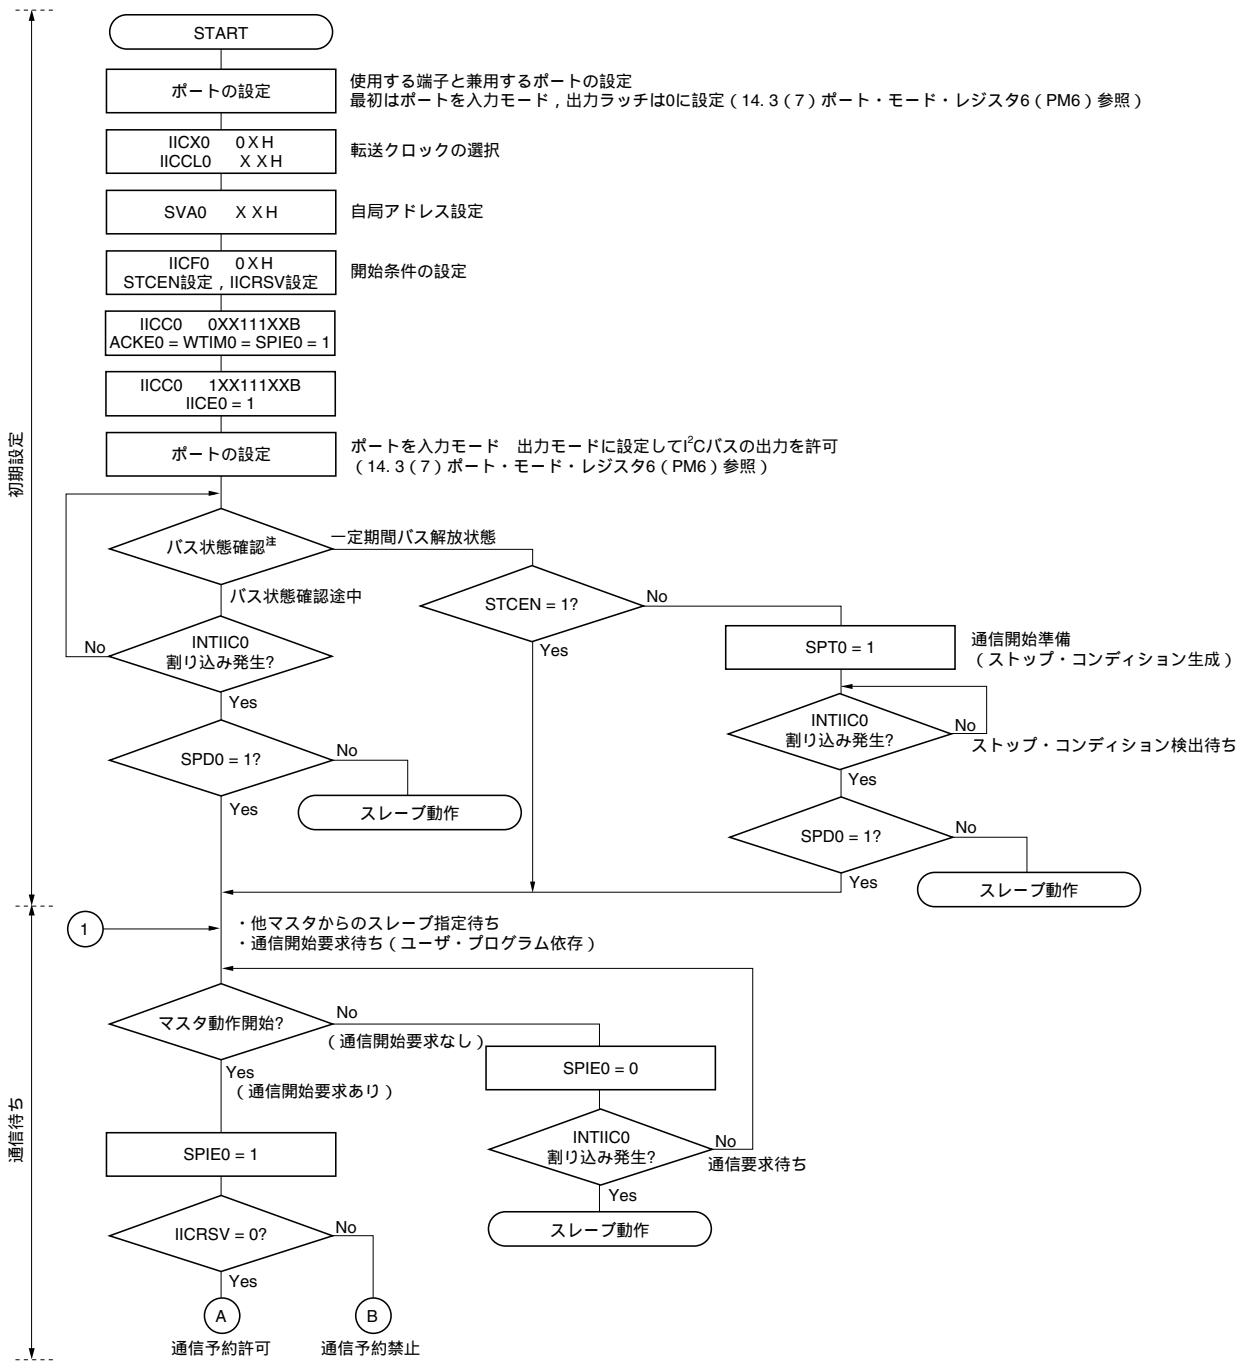 START
ポートの設定
使用する端子と兼用するポートの設定
最初はポートを入力モード，出力ラッチは0に設定（14. 3（7）ポート・モード・レジスタ6（PM6）参照）
IICX0 0XH
IICCL0 XXH
転送クロックの選択
SVA0 XXH
自局アドレス設定
IICF0 0XH
STCEN設定，IICRSV設定
開始条件の設定
IICC0 0XX111XXB
ACKE0 = WTIM0 = SPIE0 = 1
IICC0 1XX111XXB
IICE0 = 1
ポートの設定
ポートを入力モード 出力モードに設定してI²Cバスの出力を許可
（14. 3（7）ポート・モード・レジスタ6（PM6）参照）
初期設定
バス状態確認注
一定期間バス解放状態
バス状態確認途中
STCEN = 1?
No
Yes
SPT0 = 1
通信開始準備
（ストップ・コンディション生成）
INTIIC0
割り込み発生?
No
Yes
INTIIC0
割り込み発生?
No
ストップ・コンディション検出待ち
Yes
SPD0 = 1?
No
Yes
スレーブ動作
SPD0 = 1?
No
Yes
スレーブ動作
1
・他マスタからのスレーブ指定待ち
・通信開始要求待ち（ユーザ・プログラム依存）
通信待ち
マスタ動作開始?
No
（通信開始要求なし）
Yes
（通信開始要求あり）
SPIE0 = 0
INTIIC0
割り込み発生?
No
通信要求待ち
Yes
スレーブ動作
SPIE0 = 1
IICRSV = 0?
No
Yes
A
B
通信予約許可
通信予約禁止